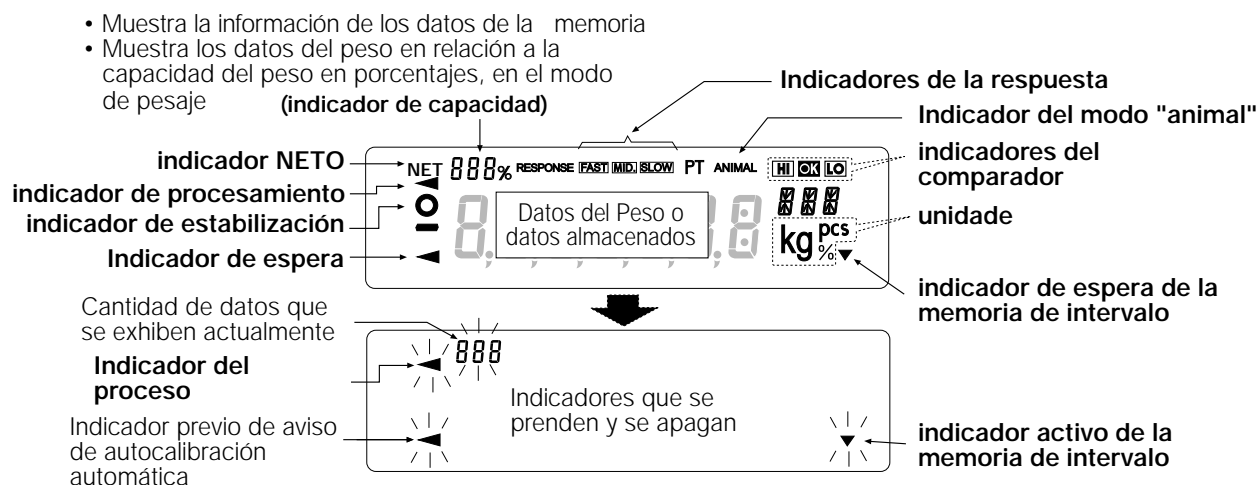 • Muestra la información de los datos de la memoria
• Muestra los datos del peso en relación a la
capacidad del peso en porcentajes, en el modo
de pesaje
(indicador de capacidad)
Indicadores de la respuesta
Indicador del modo "animal"
indicador NETO
indicador de procesamiento
indicador de estabilización
Indicador de espera
NET 888% RESPONSE FAST MID. SLOW PT ANIMAL HI OK LO
Datos del Peso o
datos almacenados
kg pcs
%
indicadores del
comparador
unidade
indicador de espera de la
memoria de intervalo
Cantidad de datos que
se exhiben actualmente
Indicador del
proceso
Indicador previo de aviso
de autocalibración
automática
888
Indicadores que se
prenden y se apagan
indicador activo de la
memoria de intervalo